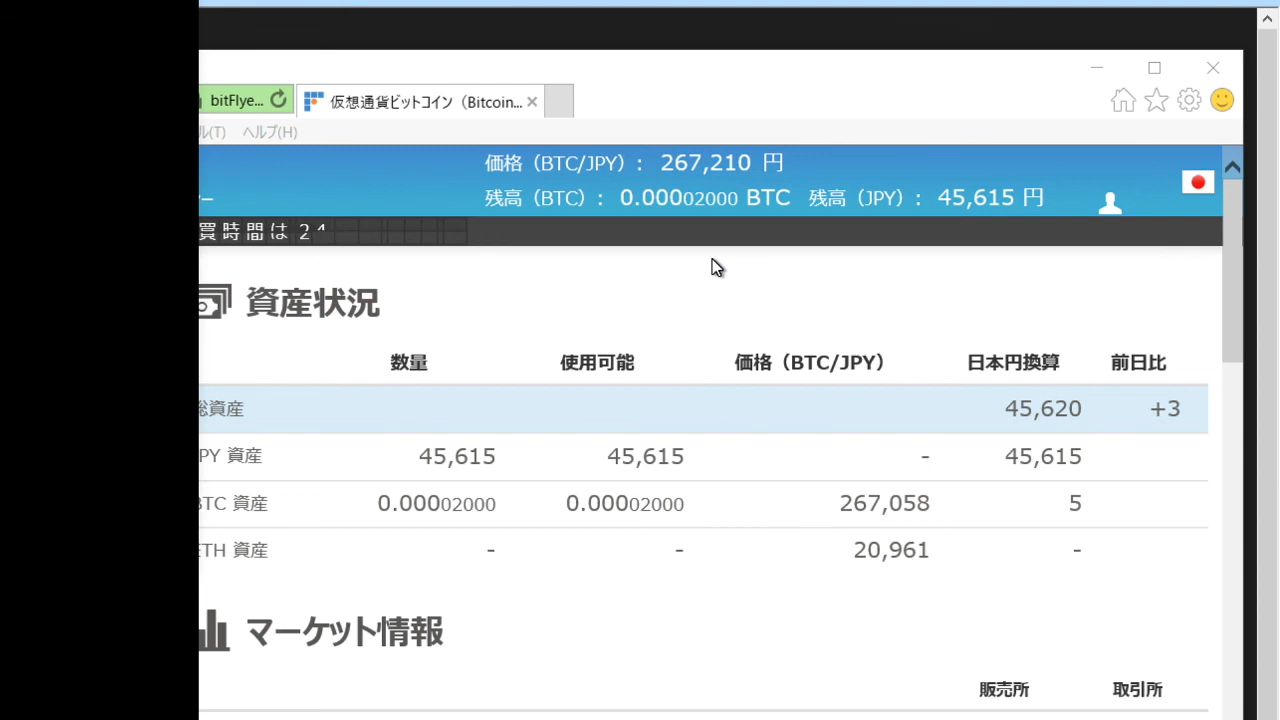 bitFlye... 仮想通貨ビットコイン（Bitcoin...
ル(T) ヘルプ(H)
価格（BTC/JPY）： 267,210 円
残高（BTC）： 0.00002000 BTC 残高（JPY）： 45,615 円
買時間は24
資産状況
数量 使用可能 価格（BTC/JPY） 日本円換算 前日比
総資産 45,620 +3
JPY 資産 45,615 45,615 - 45,615
BTC 資産 0.00002000 0.00002000 267,058 5
ETH 資産 - - 20,961 -
マーケット情報
販売所 取引所